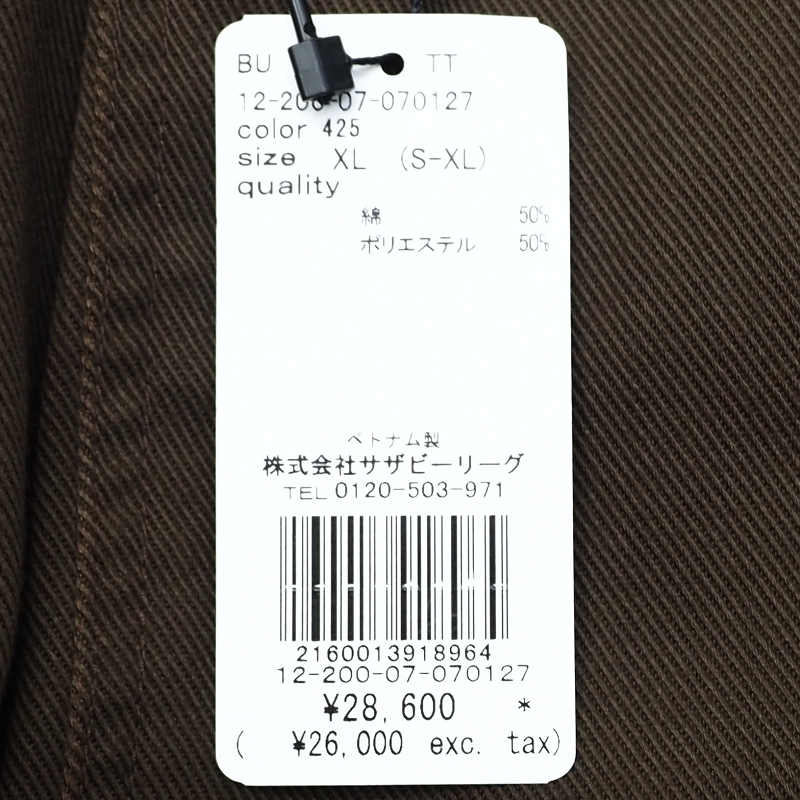 BU TT
12-200-07-070127
color 425
size XL (S-XL)
quality
綿 50%
ポリエステル 50%
ベトナム製
株式会社サザビーリーグ
TEL 0120-503-971
2160013918964
12-200-07-070127
¥28,600 *
( ¥26,000 exc. tax)